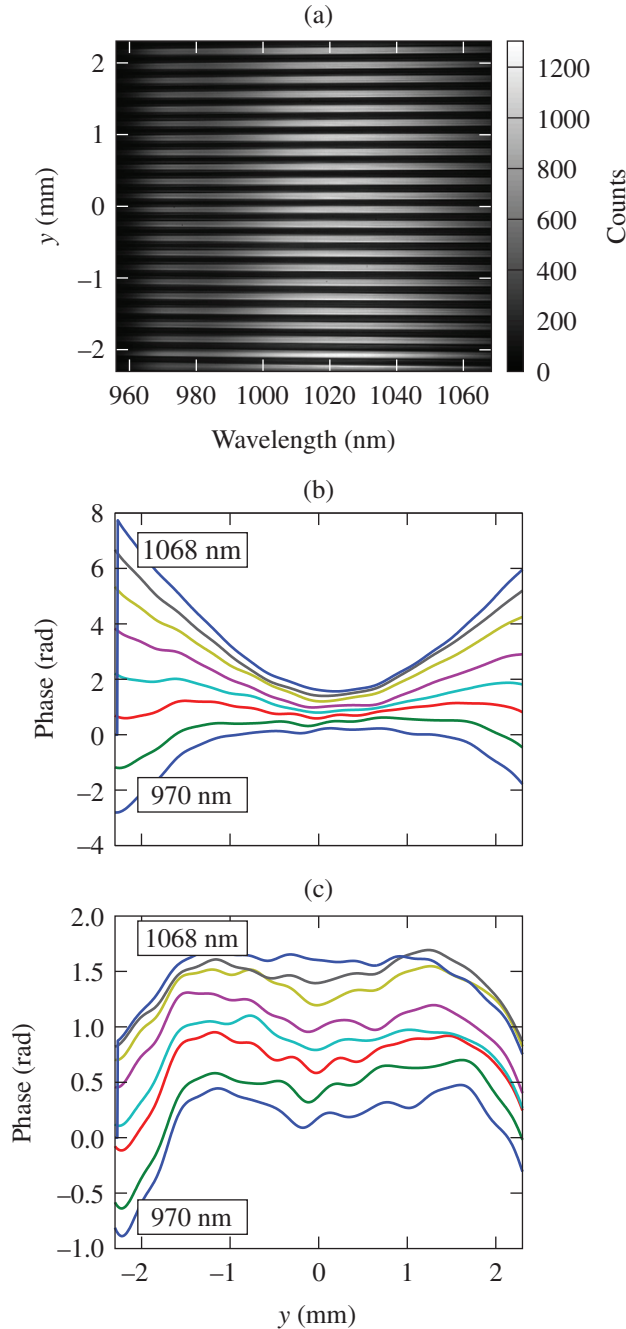 (a)
2
1
0
−1
−2
y (mm)
960 980 1000 1020 1040 1060
Wavelength (nm)
1200
1000
800
600
400
200
0
Counts
(b)
8
6
4
2
0
−2
−4
Phase (rad)
1068 nm
970 nm
(c)
2.0
1.5
1.0
0.5
0.0
−0.5
−1.0
Phase (rad)
1068 nm
970 nm
−2 −1 0 1 2
y (mm)